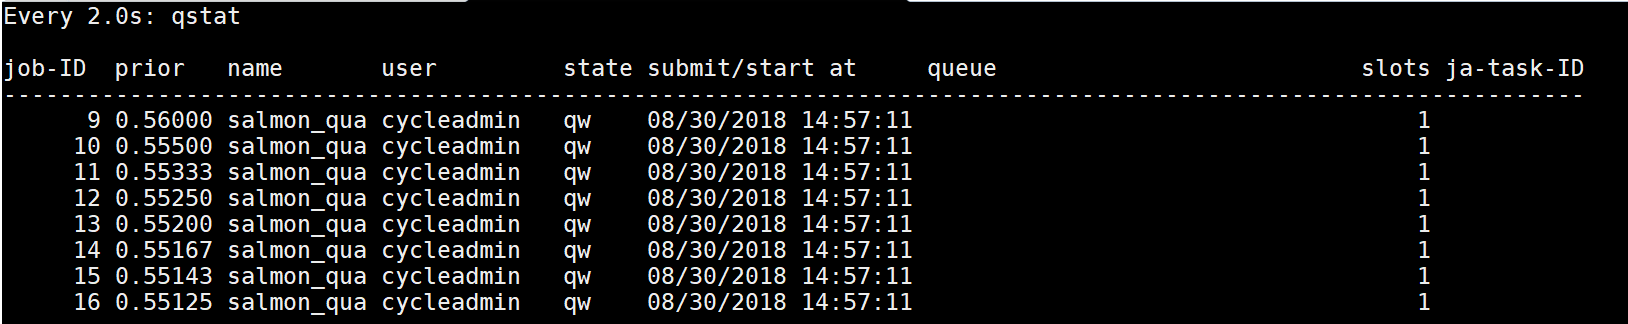 Every 2.0s: qstat
job-ID  prior   name       user         state submit/start at     queue                          slots ja-task-ID
-----------------------------------------------------------------------------------------------------------------
      9 0.56000 salmon_qua cycleadmin   qw    08/30/2018 14:57:11                                    1
     10 0.55500 salmon_qua cycleadmin   qw    08/30/2018 14:57:11                                    1
     11 0.55333 salmon_qua cycleadmin   qw    08/30/2018 14:57:11                                    1
     12 0.55250 salmon_qua cycleadmin   qw    08/30/2018 14:57:11                                    1
     13 0.55200 salmon_qua cycleadmin   qw    08/30/2018 14:57:11                                    1
     14 0.55167 salmon_qua cycleadmin   qw    08/30/2018 14:57:11                                    1
     15 0.55143 salmon_qua cycleadmin   qw    08/30/2018 14:57:11                                    1
     16 0.55125 salmon_qua cycleadmin   qw    08/30/2018 14:57:11                                    1